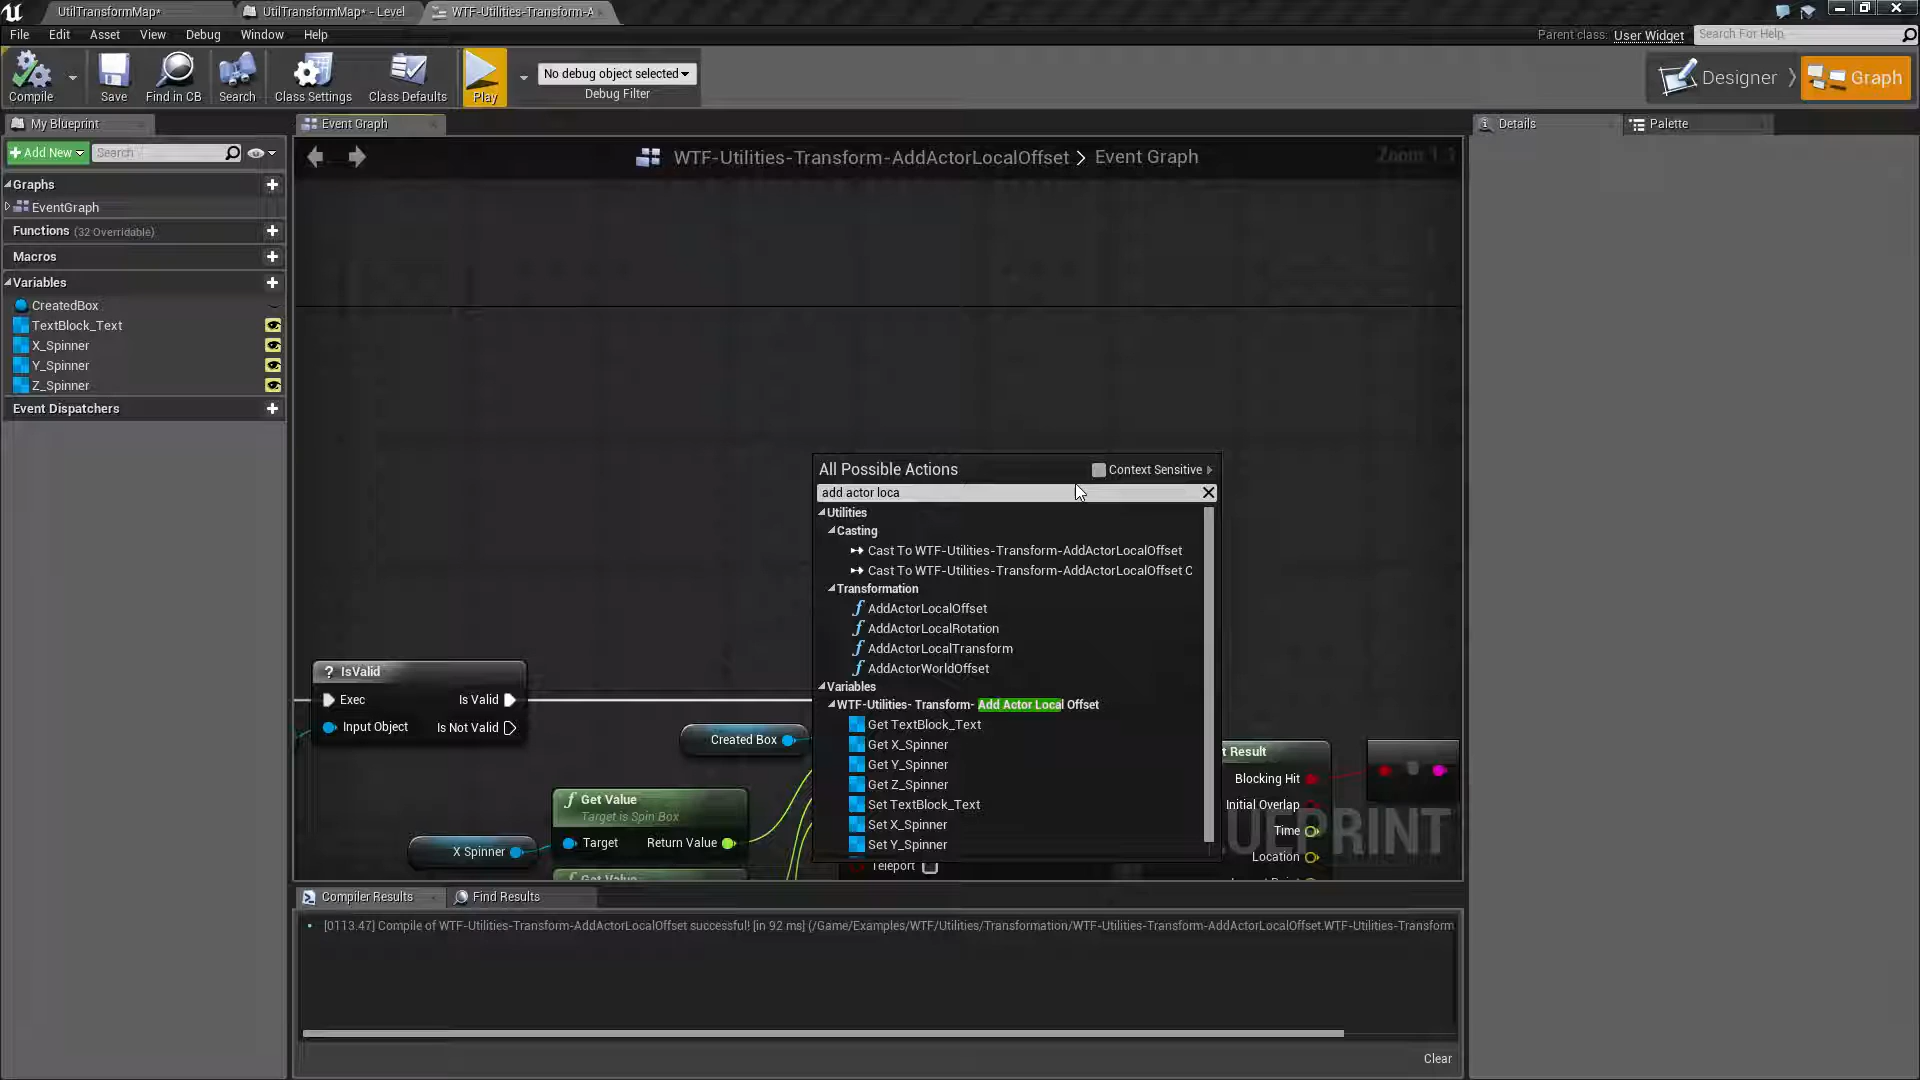 UtilTransformMap*
UtilTransformMap* - Level
WTF-Utilities-Transform-A
File Edit Asset View Debug Window Help
Parent class: User Widget
Search For Help
Compile
Save
Find in CB
Search
Class Settings
Class Defaults
Play
No debug object selected
Debug Filter
Designer
Graph
My Blueprint
Event Graph
Details
Palette
Add New
Search
WTF-Utilities-Transform-AddActorLocalOffset > Event Graph
Zoom 1:1
Graphs
EventGraph
Functions (32 Overridable)
Macros
Variables
CreatedBox
TextBlock_Text
X_Spinner
Y_Spinner
Z_Spinner
Event Dispatchers
All Possible Actions
Context Sensitive
add actor loca
Utilities
Casting
Cast To WTF-Utilities-Transform-AddActorLocalOffset
Cast To WTF-Utilities-Transform-AddActorLocalOffset C
Transformation
AddActorLocalOffset
AddActorLocalRotation
AddActorLocalTransform
AddActorWorldOffset
Variables
WTF-Utilities- Transform- Add Actor Local Offset
Get TextBlock_Text
Get X_Spinner
Get Y_Spinner
Get Z_Spinner
Set TextBlock_Text
Set X_Spinner
Set Y_Spinner
? IsValid
Exec
Is Valid
Input Object
Is Not Valid
Created Box
f Get Value
Target is Spin Box
Target
Return Value
X Spinner
Get Value
t Result
Blocking Hit
Initial Overlap
Time
Location
Teleport
UEPRINT
Compiler Results
Find Results
[0113.47] Compile of WTF-Utilities-Transform-AddActorLocalOffset successful! [in 92 ms] (/Game/Examples/WTF/Utilities/Transformation/WTF-Utilities-Transform-AddActorLocalOffset.WTF-Utilities-Transform
Clear